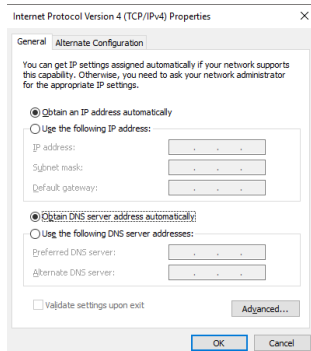 Internet Protocol Version 4 (TCP/IPv4) Properties
General Alternate Configuration
You can get IP settings assigned automatically if your network supports
this capability. Otherwise, you need to ask your network administrator
for the appropriate IP settings.
Obtain an IP address automatically
Use the following IP address:
IP address:
Subnet mask:
Default gateway:
Obtain DNS server address automatically
Use the following DNS server addresses:
Preferred DNS server:
Alternate DNS server:
Validate settings upon exit
Advanced...
OK Cancel